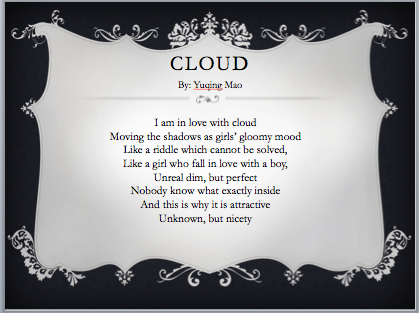 CLOUD
By: Yuqing Mao
I am in love with cloud
Moving the shadows as girls' gloomy mood
Like a riddle which cannot be solved,
Like a girl who fall in love with a boy,
Unreal dim, but perfect
Nobody know what exactly inside
And this is why it is attractive
Unknown, but nicety